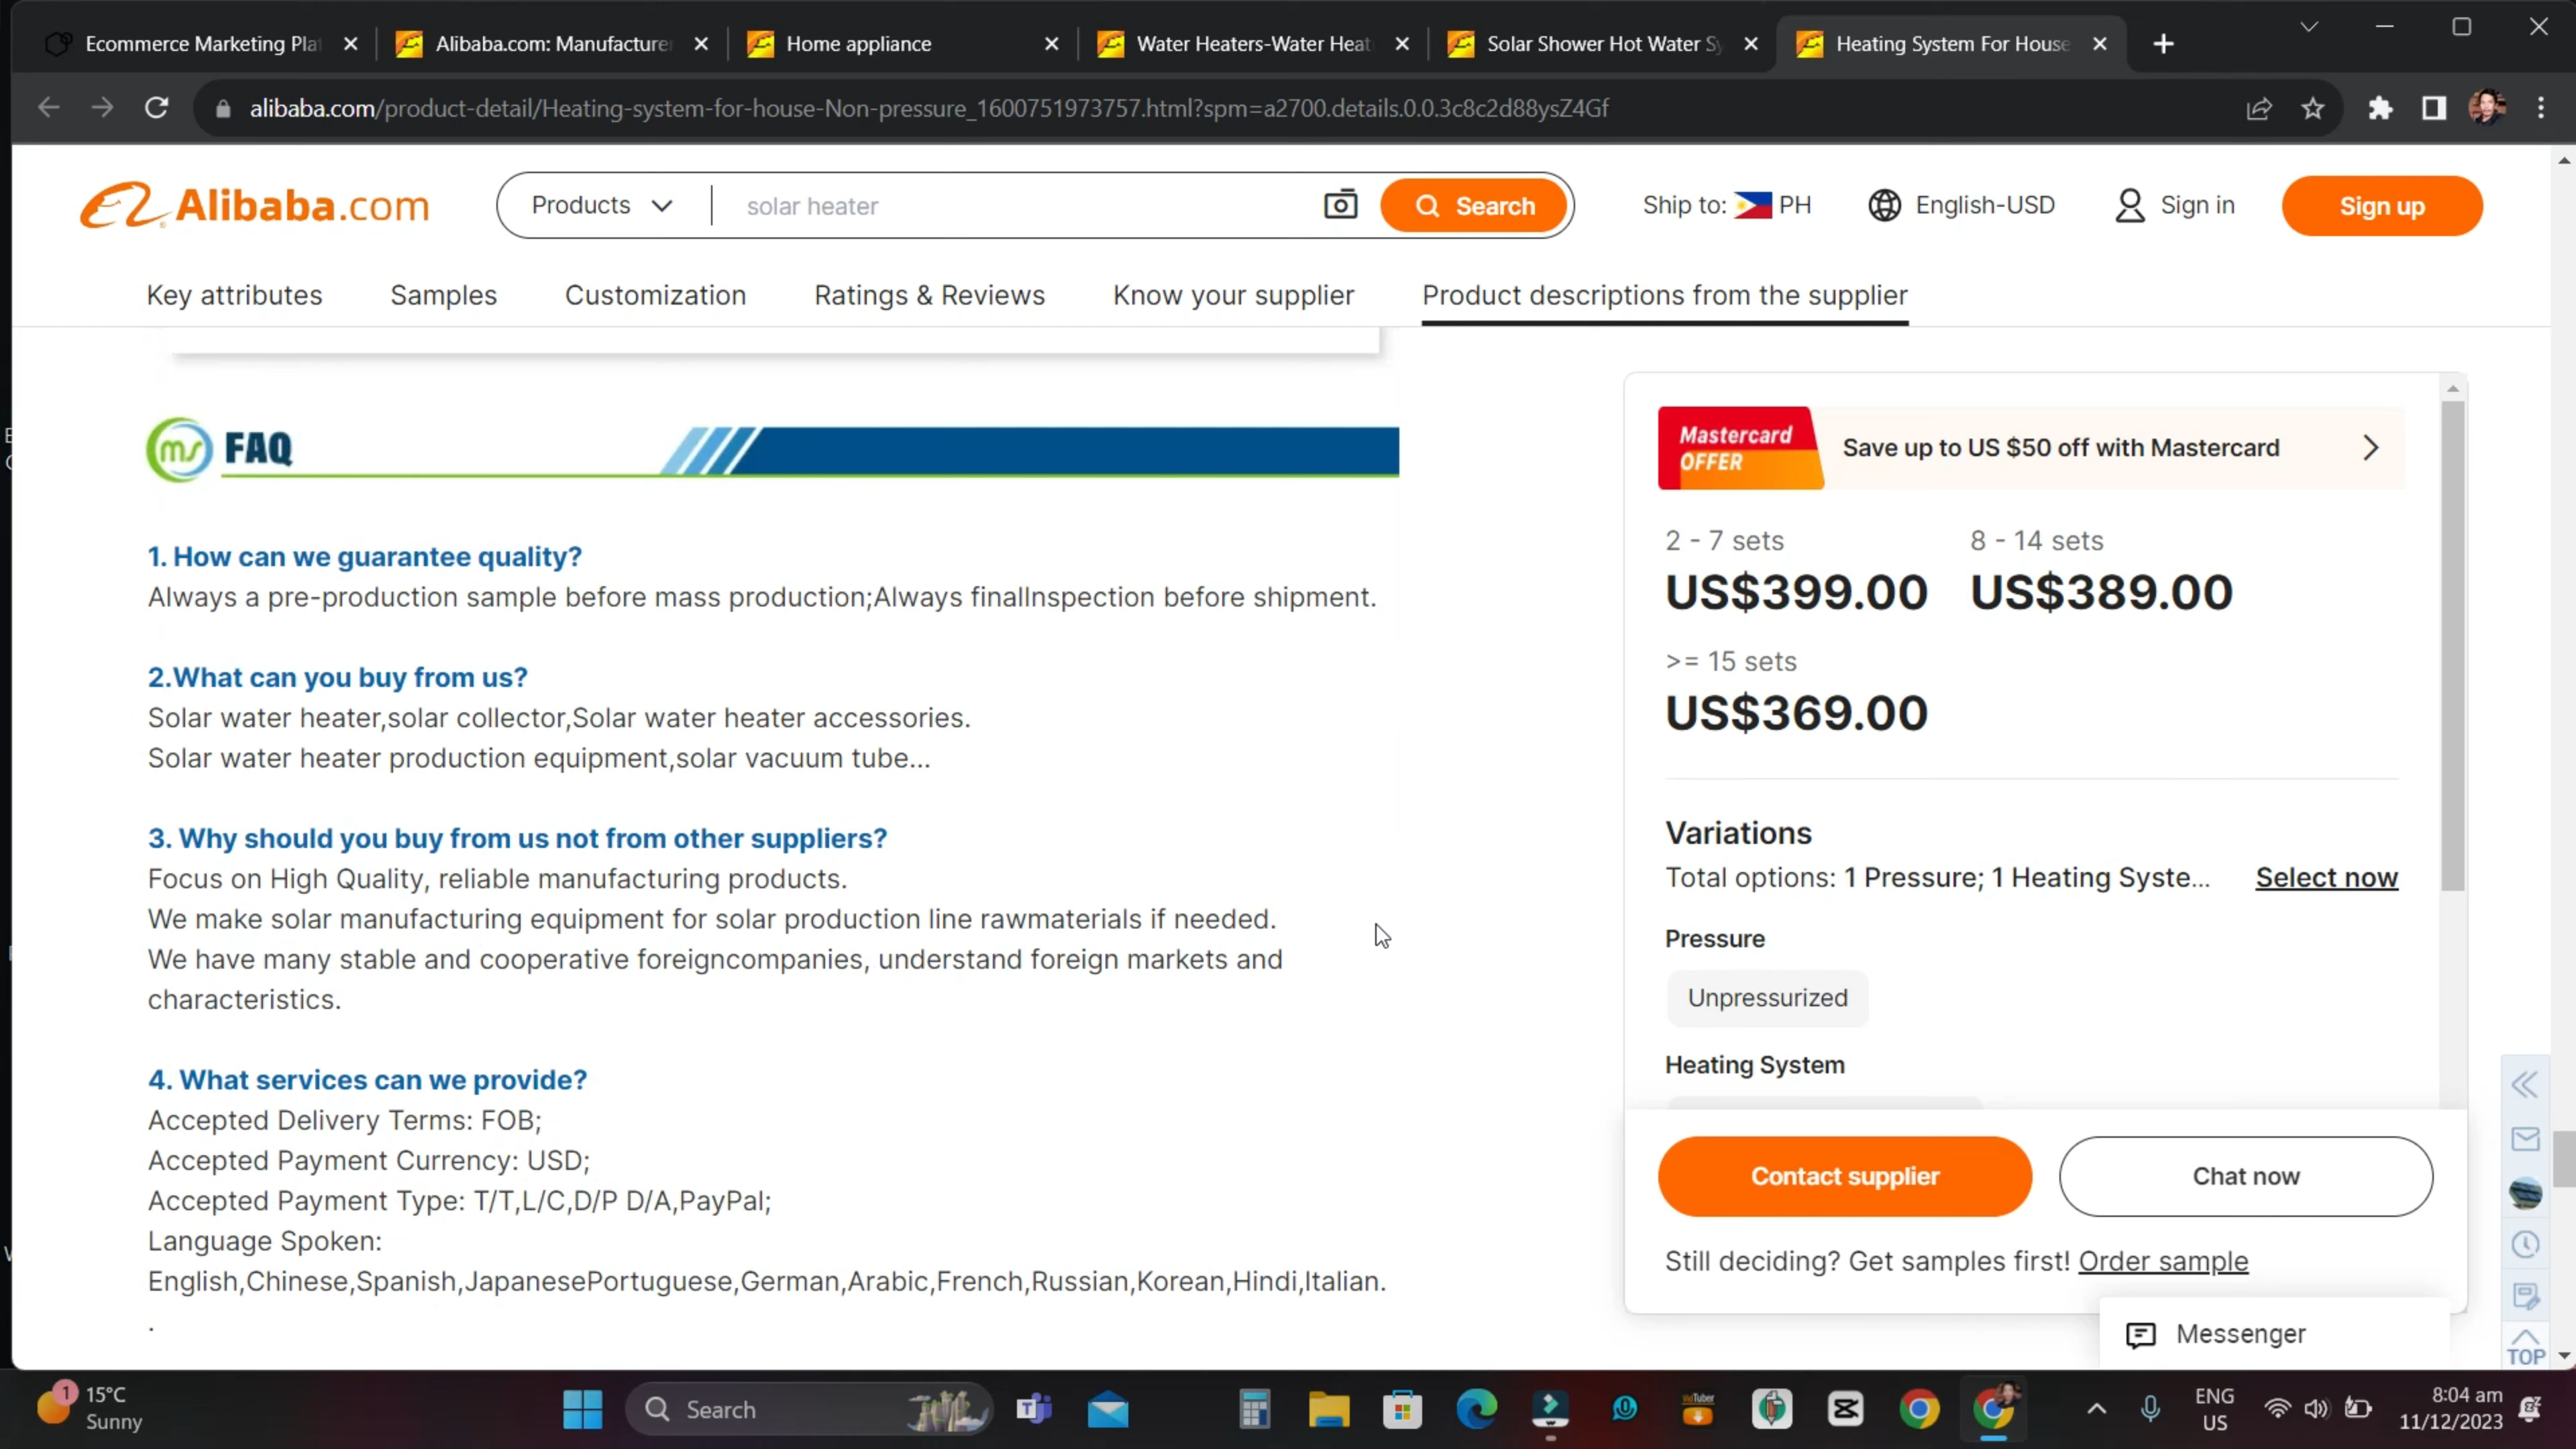 Ecommerce Marketing Pla
Alibaba.com: Manufacturer
Home appliance
Water Heaters-Water Heat
Solar Shower Hot Water Sy
Heating System For House
alibaba.com/product-detail/Heating-system-for-house-Non-pressure_1600751973757.html?spm=a2700.details.0.0.3c8c2d88ysZ4Gf
Alibaba.com
Products
solar heater
Search
Ship to: PH
English-USD
Sign in
Sign up
Key attributes
Samples
Customization
Ratings & Reviews
Know your supplier
Product descriptions from the supplier
ms FAQ
1. How can we guarantee quality?
Always a pre-production sample before mass production;Always finalInspection before shipment.
2.What can you buy from us?
Solar water heater,solar collector,Solar water heater accessories.
Solar water heater production equipment,solar vacuum tube...
3. Why should you buy from us not from other suppliers?
Focus on High Quality, reliable manufacturing products.
We make solar manufacturing equipment for solar production line rawmaterials if needed.
We have many stable and cooperative foreigncompanies, understand foreign markets and
characteristics.
4. What services can we provide?
Accepted Delivery Terms: FOB;
Accepted Payment Currency: USD;
Accepted Payment Type: T/T,L/C,D/P D/A,PayPal;
Language Spoken:
English,Chinese,Spanish,JapanesePortuguese,German,Arabic,French,Russian,Korean,Hindi,Italian.
.
Mastercard
OFFER
Save up to US $50 off with Mastercard
2 - 7 sets
US$399.00
8 - 14 sets
US$389.00
>= 15 sets
US$369.00
Variations
Total options: 1 Pressure; 1 Heating Syste...
Select now
Pressure
Unpressurized
Heating System
Contact supplier
Chat now
Still deciding? Get samples first! Order sample
Messenger
TOP
1
15°C
Sunny
Search
VidTuber
ENG
US
8:04 am
11/12/2023